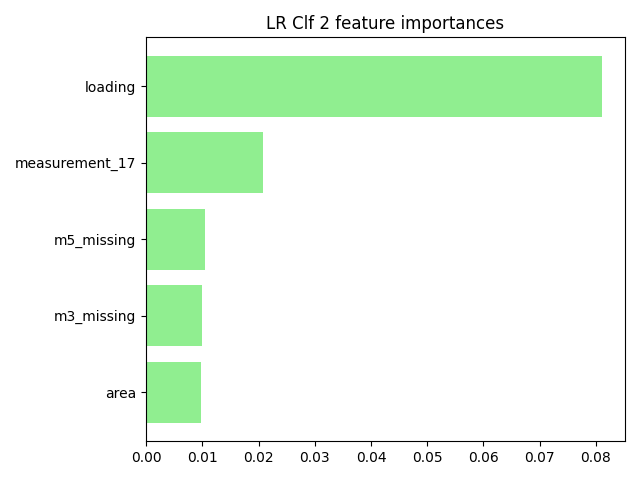 LR Clf 2 feature importances
loading
measurement_17
m5_missing
m3_missing
area
0.00 0.01 0.02 0.03 0.04 0.05 0.06 0.07 0.08